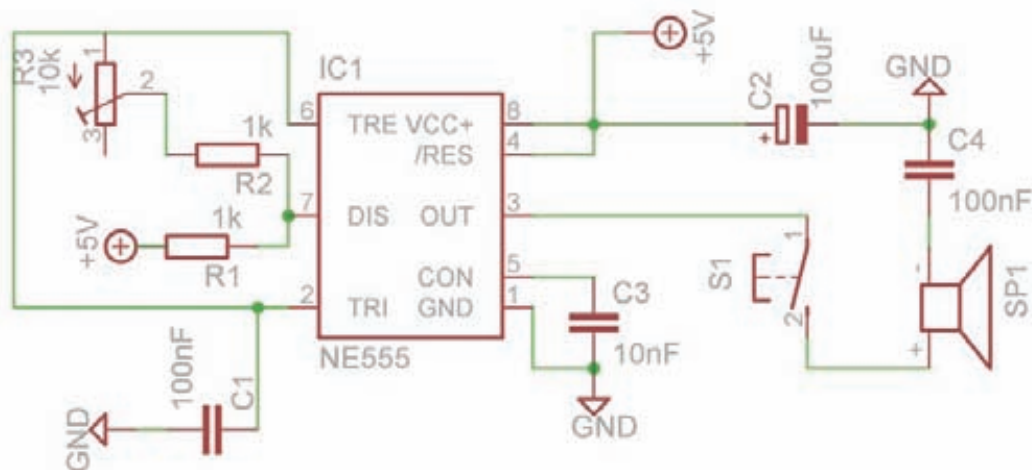 R3
10k
1
2
3
1k
R2
1k
R1
+5V
100nF
C1
GND
IC1
6
TRE VCC+
8
/RES
4
7
DIS OUT
3
CON
5
2
TRI GND
1
NE555
C3
10nF
GND
+5V
C2
100uF
+
GND
C4
100nF
S1
1
2
-
+
SP1